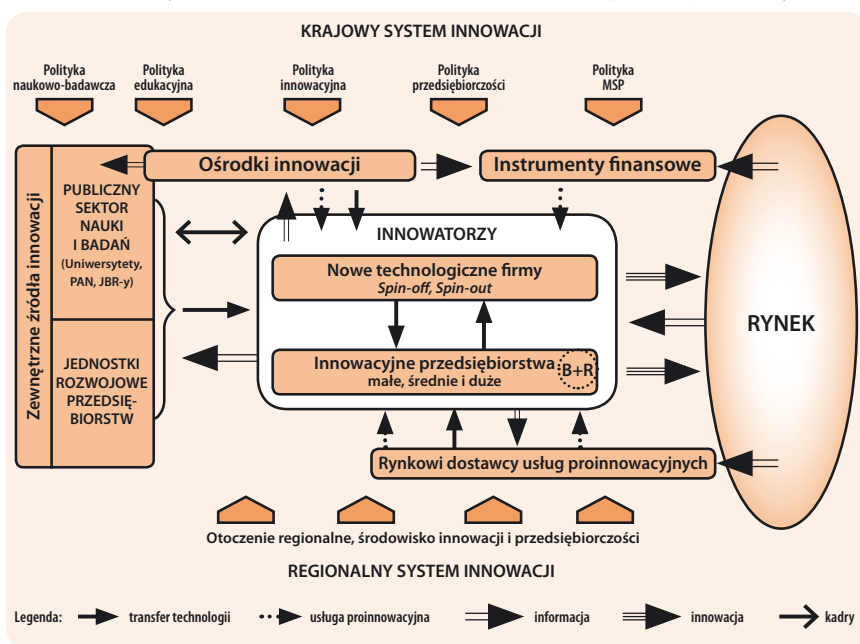 KRAJOWY SYSTEM INNOWACJI
Polityka
naukowo-badawcza
Polityka
edukacyjna
Polityka
innowacyjna
Polityka
przedsiębiorczości
Polityka
MSP
Zewnętrzne źródła innowacji
PUBLICZNY
SEKTOR
NAUKI
I BADAŃ
(Uniwersytety,
PAN, JBR-y)
JEDNOSTKI
ROZWOJOWE
PRZEDSIĘ-
BIORSTW
Ośrodki innowacji
Instrumenty finansowe
INNOWATORZY
Nowe technologiczne firmy
Spin-off, Spin-out
Innowacyjne przedsiębiorstwa
małe, średnie i duże
B+R
RYNEK
Rynkowi dostawcy usług proinnowacyjnych
Otoczenie regionalne, środowisko innowacji i przedsiębiorczości
REGIONALNY SYSTEM INNOWACJI
Legenda: transfer technologii usługa proinnowacyjna informacja innowacja kadry